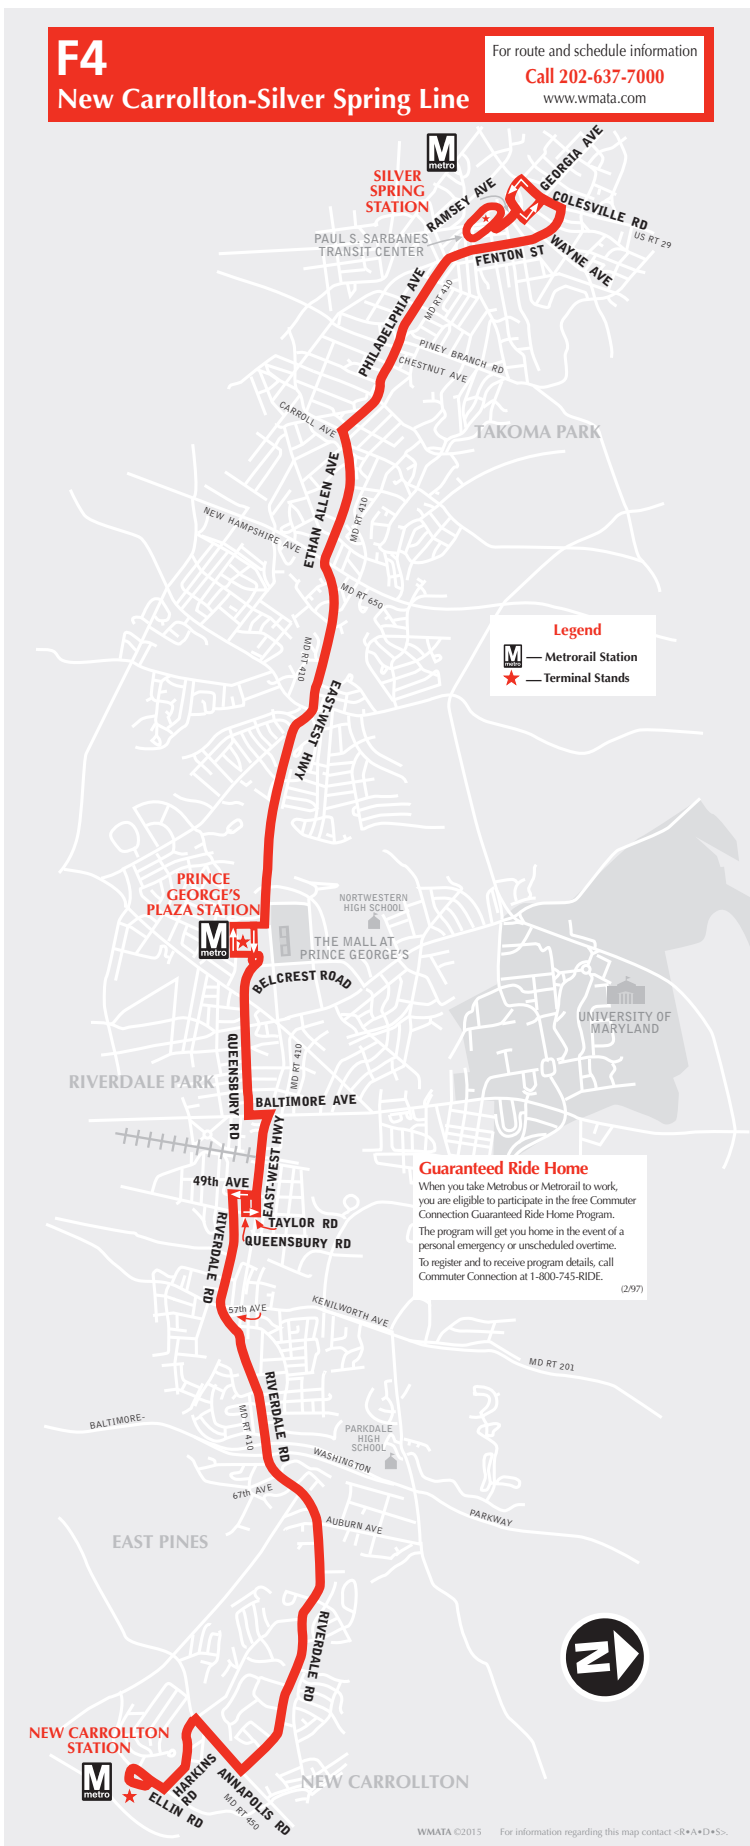 F4
New Carrollton-Silver Spring Line
For route and schedule information
Call 202-637-7000
www.wmata.com
M
metro
SILVER
SPRING
STATION
GEORGIA AVE
RAMSEY AVE
COLESVILLE RD
US RT 29
PAUL S. SARBANES
TRANSIT CENTER
WAYNE AVE
FENTON ST
PHILADELPHIA AVE
MD RT 410
PINEY BRANCH RD
CHESTNUT AVE
CARROLL AVE
TAKOMA PARK
ETHAN ALLEN AVE
MD RT 410
NEW HAMPSHIRE AVE
MD RT 650
Legend
M
metro
— Metrorail Station
— Terminal Stands
MD RT 410
EAST-WEST HWY
PRINCE
GEORGE'S
PLAZA STATION
M
metro
NORTWESTERN
HIGH SCHOOL
THE MALL AT
PRINCE GEORGE'S
BELCREST ROAD
UNIVERSITY OF
MARYLAND
QUEENSBURY RD
MD RT 410
RIVERDALE PARK
BALTIMORE AVE
EAST-WEST HWY
49th AVE
TAYLOR RD
QUEENSBURY RD
RIVERDALE RD
Guaranteed Ride Home
When you take Metrobus or Metrorail to work,
you are eligible to participate in the free Commuter
Connection Guaranteed Ride Home Program.
The program will get you home in the event of a
personal emergency or unscheduled overtime.
To register and to receive program details, call
Commuter Connection at 1-800-745-RIDE.
(2/97)
57th AVE
KENILWORTH AVE
MD RT 201
RIVERDALE RD
MD RT 410
BALTIMORE-
PARKDALE
HIGH
SCHOOL
WASHINGTON
67th AVE
PARKWAY
AUBURN AVE
EAST PINES
RIVERDALE RD
N
NEW CARROLLTON
STATION
M
metro
HARKINS
RD
ELLIN RD
ANNAPOLIS RD
MD RT 450
NEW CARROLLTON
WMATA ©2015 For information regarding this map contact <R•A•D•S>.